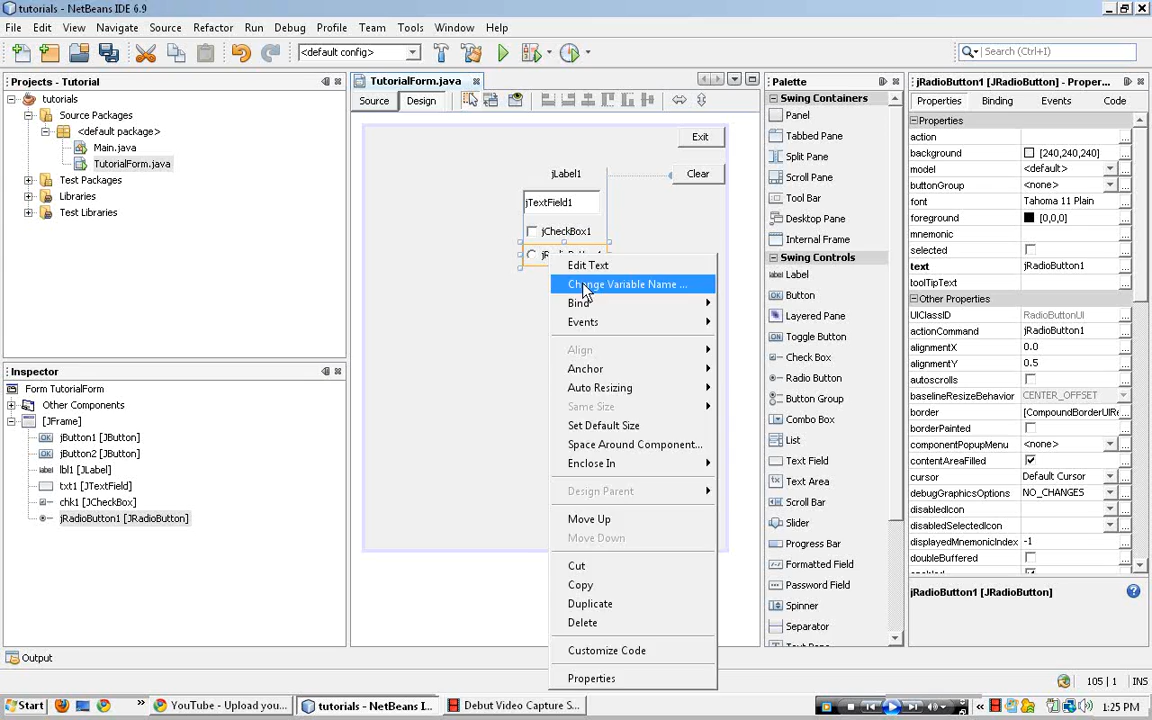 tutorials - NetBeans IDE 6.9
File Edit View Navigate Source Refactor Run Debug Profile Team Tools Window Help
<default config>
Search (Ctrl+I)
Projects - Tutorial
tutorials
Source Packages
<default package>
Main.java
TutorialForm.java
Test Packages
Libraries
Test Libraries
Inspector
Form TutorialForm
Other Components
[JFrame]
jButton1 [JButton]
jButton2 [JButton]
lbl1 [JLabel]
txt1 [JTextField]
chk1 [JCheckBox]
jRadioButton1 [JRadioButton]
Output
TutorialForm.java
Source Design
Exit
jLabel1
Clear
jTextField1
jCheckBox1
Edit Text
Change Variable Name ...
Bind
Events
Align
Anchor
Auto Resizing
Same Size
Set Default Size
Space Around Component...
Enclose In
Design Parent
Move Up
Move Down
Cut
Copy
Duplicate
Delete
Customize Code
Properties
Palette
Swing Containers
Panel
Tabbed Pane
Split Pane
Scroll Pane
Tool Bar
Desktop Pane
Internal Frame
Swing Controls
Label
Button
Layered Pane
Toggle Button
Check Box
Radio Button
Button Group
Combo Box
List
Text Field
Text Area
Scroll Bar
Slider
Progress Bar
Formatted Field
Password Field
Spinner
Separator
jRadioButton1 [JRadioButton] - Proper...
Properties Binding Events Code
Properties
action
background [240,240,240]
model <default>
buttonGroup <none>
font Tahoma 11 Plain
foreground [0,0,0]
mnemonic
selected
text jRadioButton1
toolTipText
Other Properties
UIClassID RadioButtonUI
actionCommand jRadioButton1
alignmentX 0.0
alignmentY 0.5
autoscrolls
baselineResizeBehavior CENTER_OFFSET
border [CompoundBorderUIRe
borderPainted
componentPopupMenu <none>
contentAreaFilled
cursor Default Cursor
debugGraphicsOptions NO_CHANGES
disabledIcon
disabledSelectedIcon
displayedMnemonicIndex -1
doubleBuffered
jRadioButton1 [JRadioButton]
105 | 1 INS
Start
YouTube - Upload you...
tutorials - NetBeans I...
Debut Video Capture S...
1:25 PM